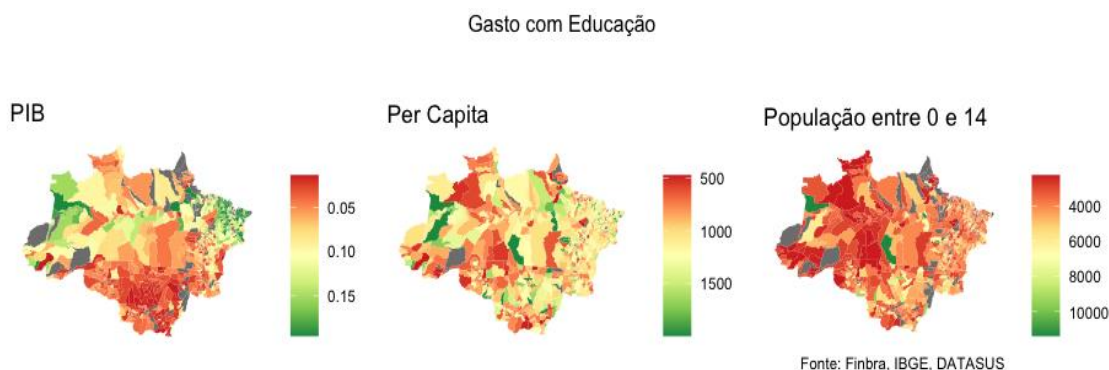 Gasto com Educação
PIB
0.05
0.10
0.15
Per Capita
500
1000
1500
População entre 0 e 14
4000
6000
8000
10000
Fonte: Finbra, IBGE, DATASUS